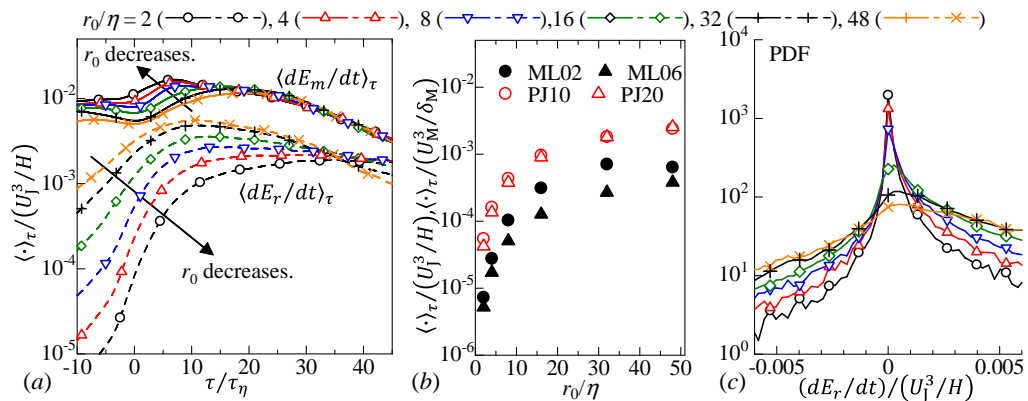 r₀/η = 2 ( ), 4 ( ), 8 ( ),16 ( ), 32 ( ), 48 ( )
r₀ decreases.
⟨dEₘ/dt⟩_τ
⟨dEᵣ/dt⟩_τ
r₀ decreases.
⟨·⟩_τ/(U_J³/H)
10⁻² 10⁻³ 10⁻⁴ 10⁻⁵
-10 0 10 20 30 40
(a) τ/τ_η
ML02 ML06
PJ10 PJ20
⟨·⟩_τ/(U_J³/H),⟨·⟩_τ/(U_M³/δ_M)
10⁻² 10⁻³ 10⁻⁴ 10⁻⁵ 10⁻⁶
0 10 20 30 40 50
(b) r₀/η
PDF
10⁴ 10³ 10² 10¹ 10⁰
-0.005 0 0.005
(c) (dEᵣ/dt)/(U_J³/H)